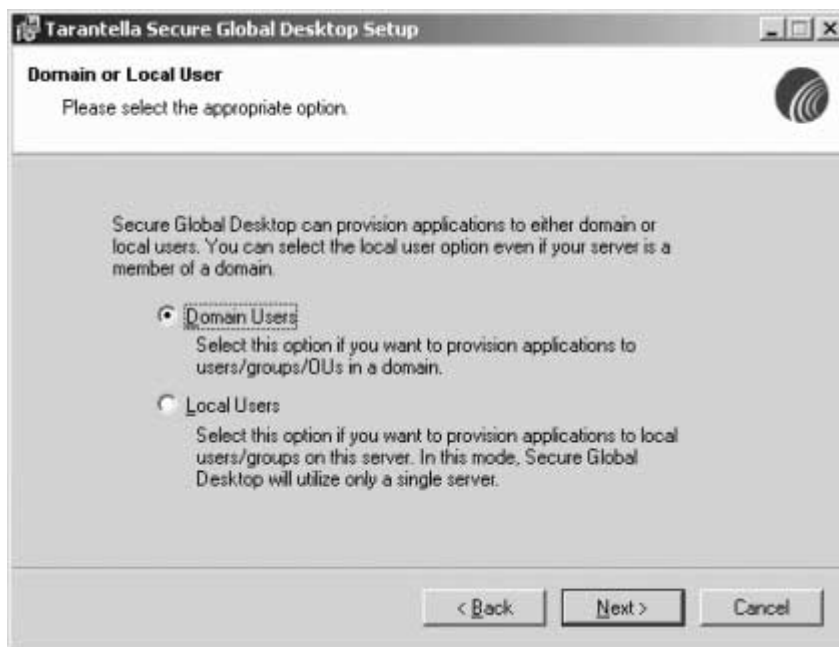 Tarantella Secure Global Desktop Setup
Domain or Local User
Please select the appropriate option.
Secure Global Desktop can provision applications to either domain or
local users. You can select the local user option even if your server is a
member of a domain.
Domain Users
Select this option if you want to provision applications to
users/groups/OUs in a domain.
Local Users
Select this option if you want to provision applications to local
users/groups on this server. In this mode, Secure Global
Desktop will utilize only a single server.
< Back Next > Cancel